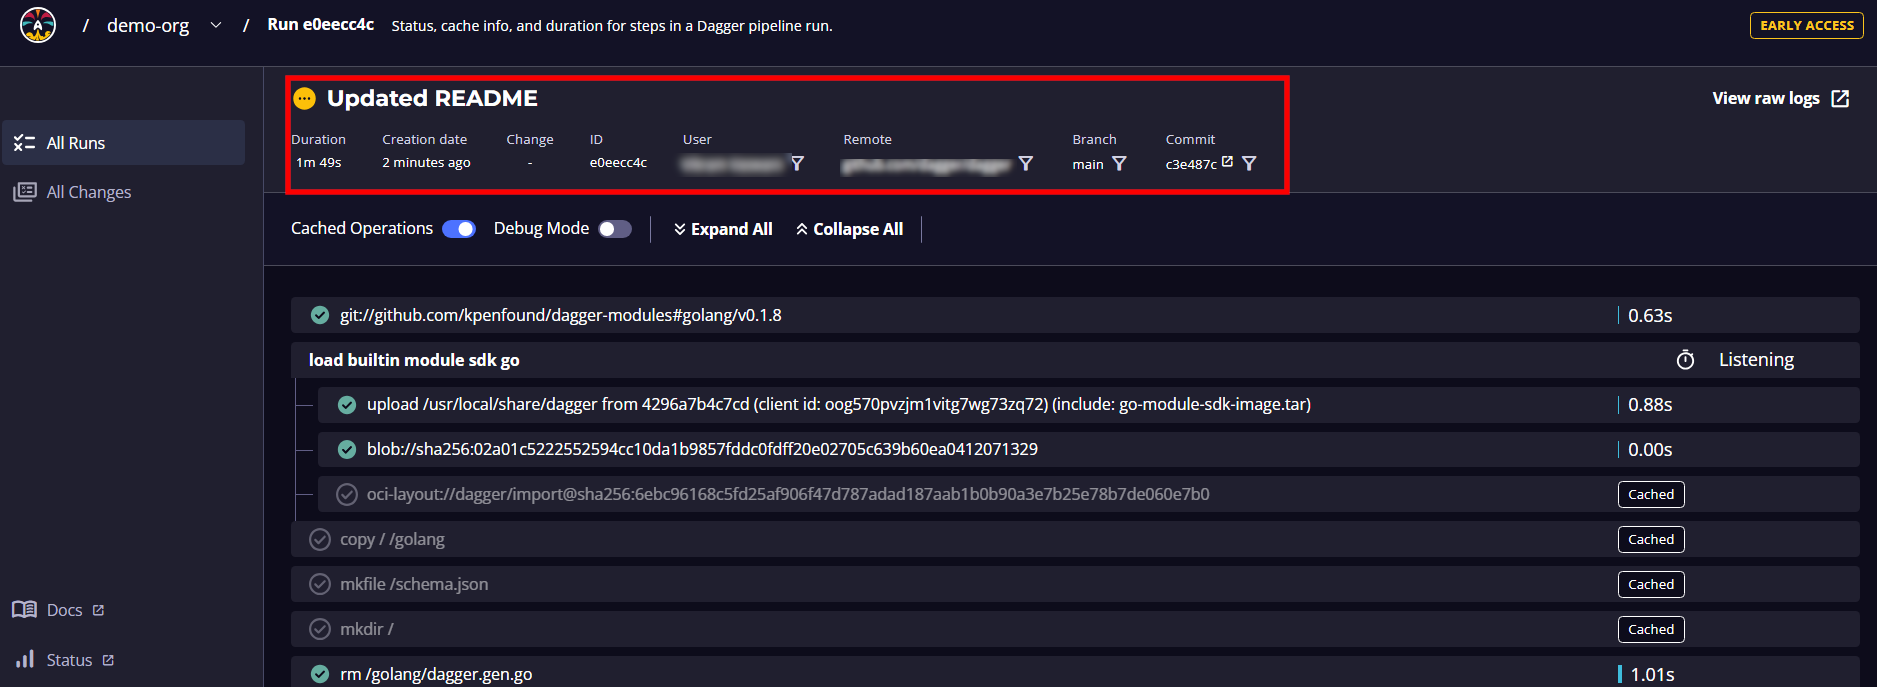 / demo-org / Run e0eecc4c Status, cache info, and duration for steps in a Dagger pipeline run. EARLY ACCESS
Updated README
View raw logs
Duration Creation date Change ID User Remote Branch Commit
1m 49s 2 minutes ago - e0eecc4c main c3e487c
All Runs
All Changes
Cached Operations Debug Mode Expand All Collapse All
git://github.com/kpenfound/dagger-modules#golang/v0.1.8 0.63s
load builtin module sdk go Listening
upload /usr/local/share/dagger from 4296a7b4c7cd (client id: oog570pvzjm1vitg7wg73zq72) (include: go-module-sdk-image.tar) 0.88s
blob://sha256:02a01c5222552594cc10da1b9857fddc0fdff20e02705c639b60ea0412071329 0.00s
oci-layout://dagger/import@sha256:6ebc96168c5fd25af906f47d787adad187aab1b0b90a3e7b25e78b7de060e7b0 Cached
copy / /golang Cached
mkfile /schema.json Cached
mkdir / Cached
rm /golang/dagger.gen.go 1.01s
Docs
Status